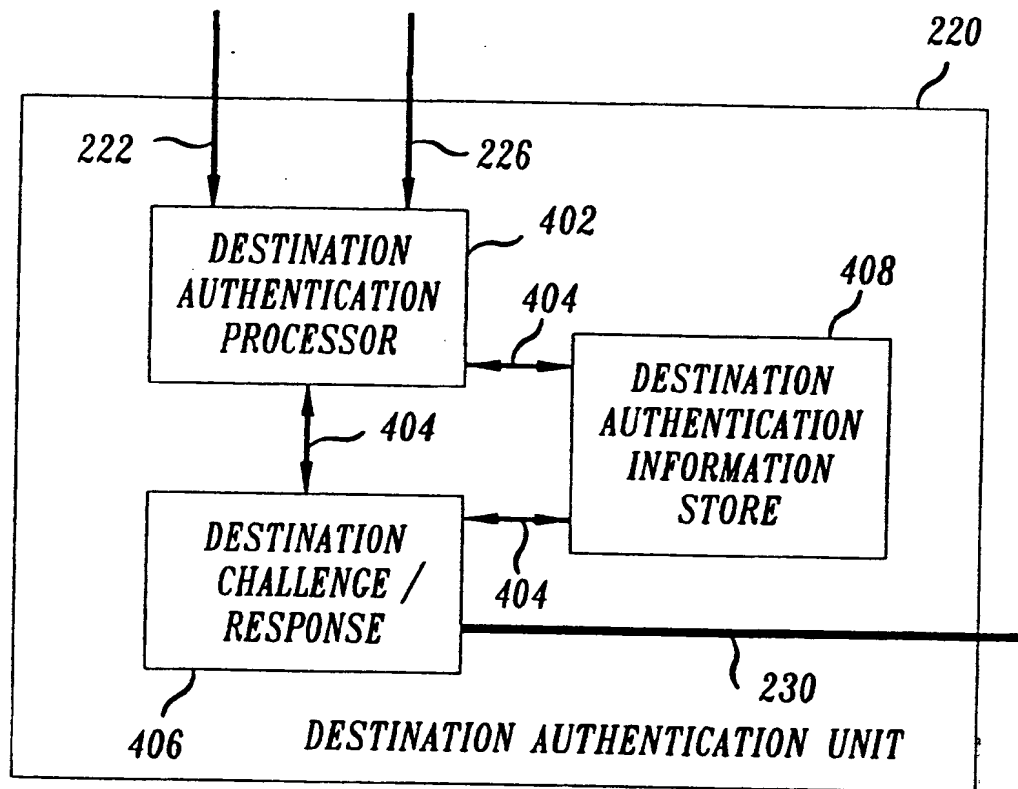 220
222
226
DESTINATION
AUTHENTICATION
PROCESSOR
402
408
404
DESTINATION
AUTHENTICATION
INFORMATION
STORE
404
DESTINATION
CHALLENGE /
RESPONSE
404
230
406
DESTINATION AUTHENTICATION UNIT